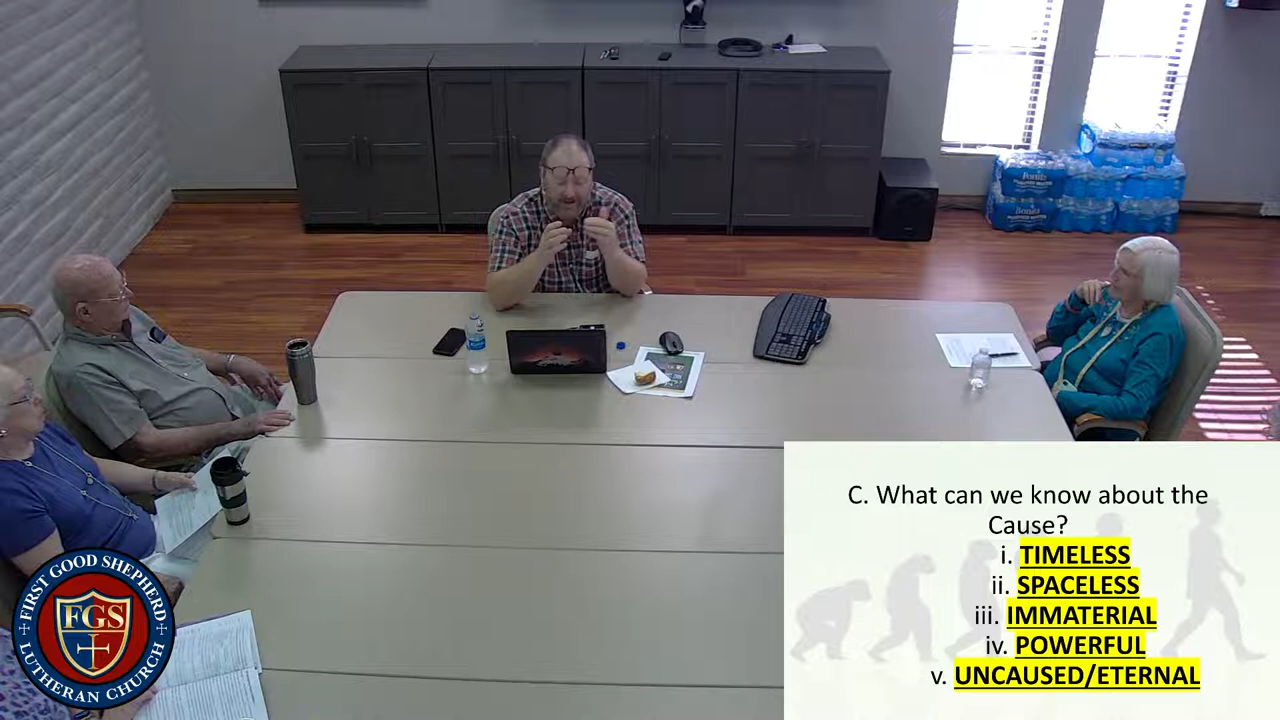 C. What can we know about the
Cause?
i. TIMELESS
ii. SPACELESS
iii. IMMATERIAL
iv. POWERFUL
v. UNCAUSED/ETERNAL
FIRST GOOD SHEPHERD
FGS
LUTHERAN CHURCH